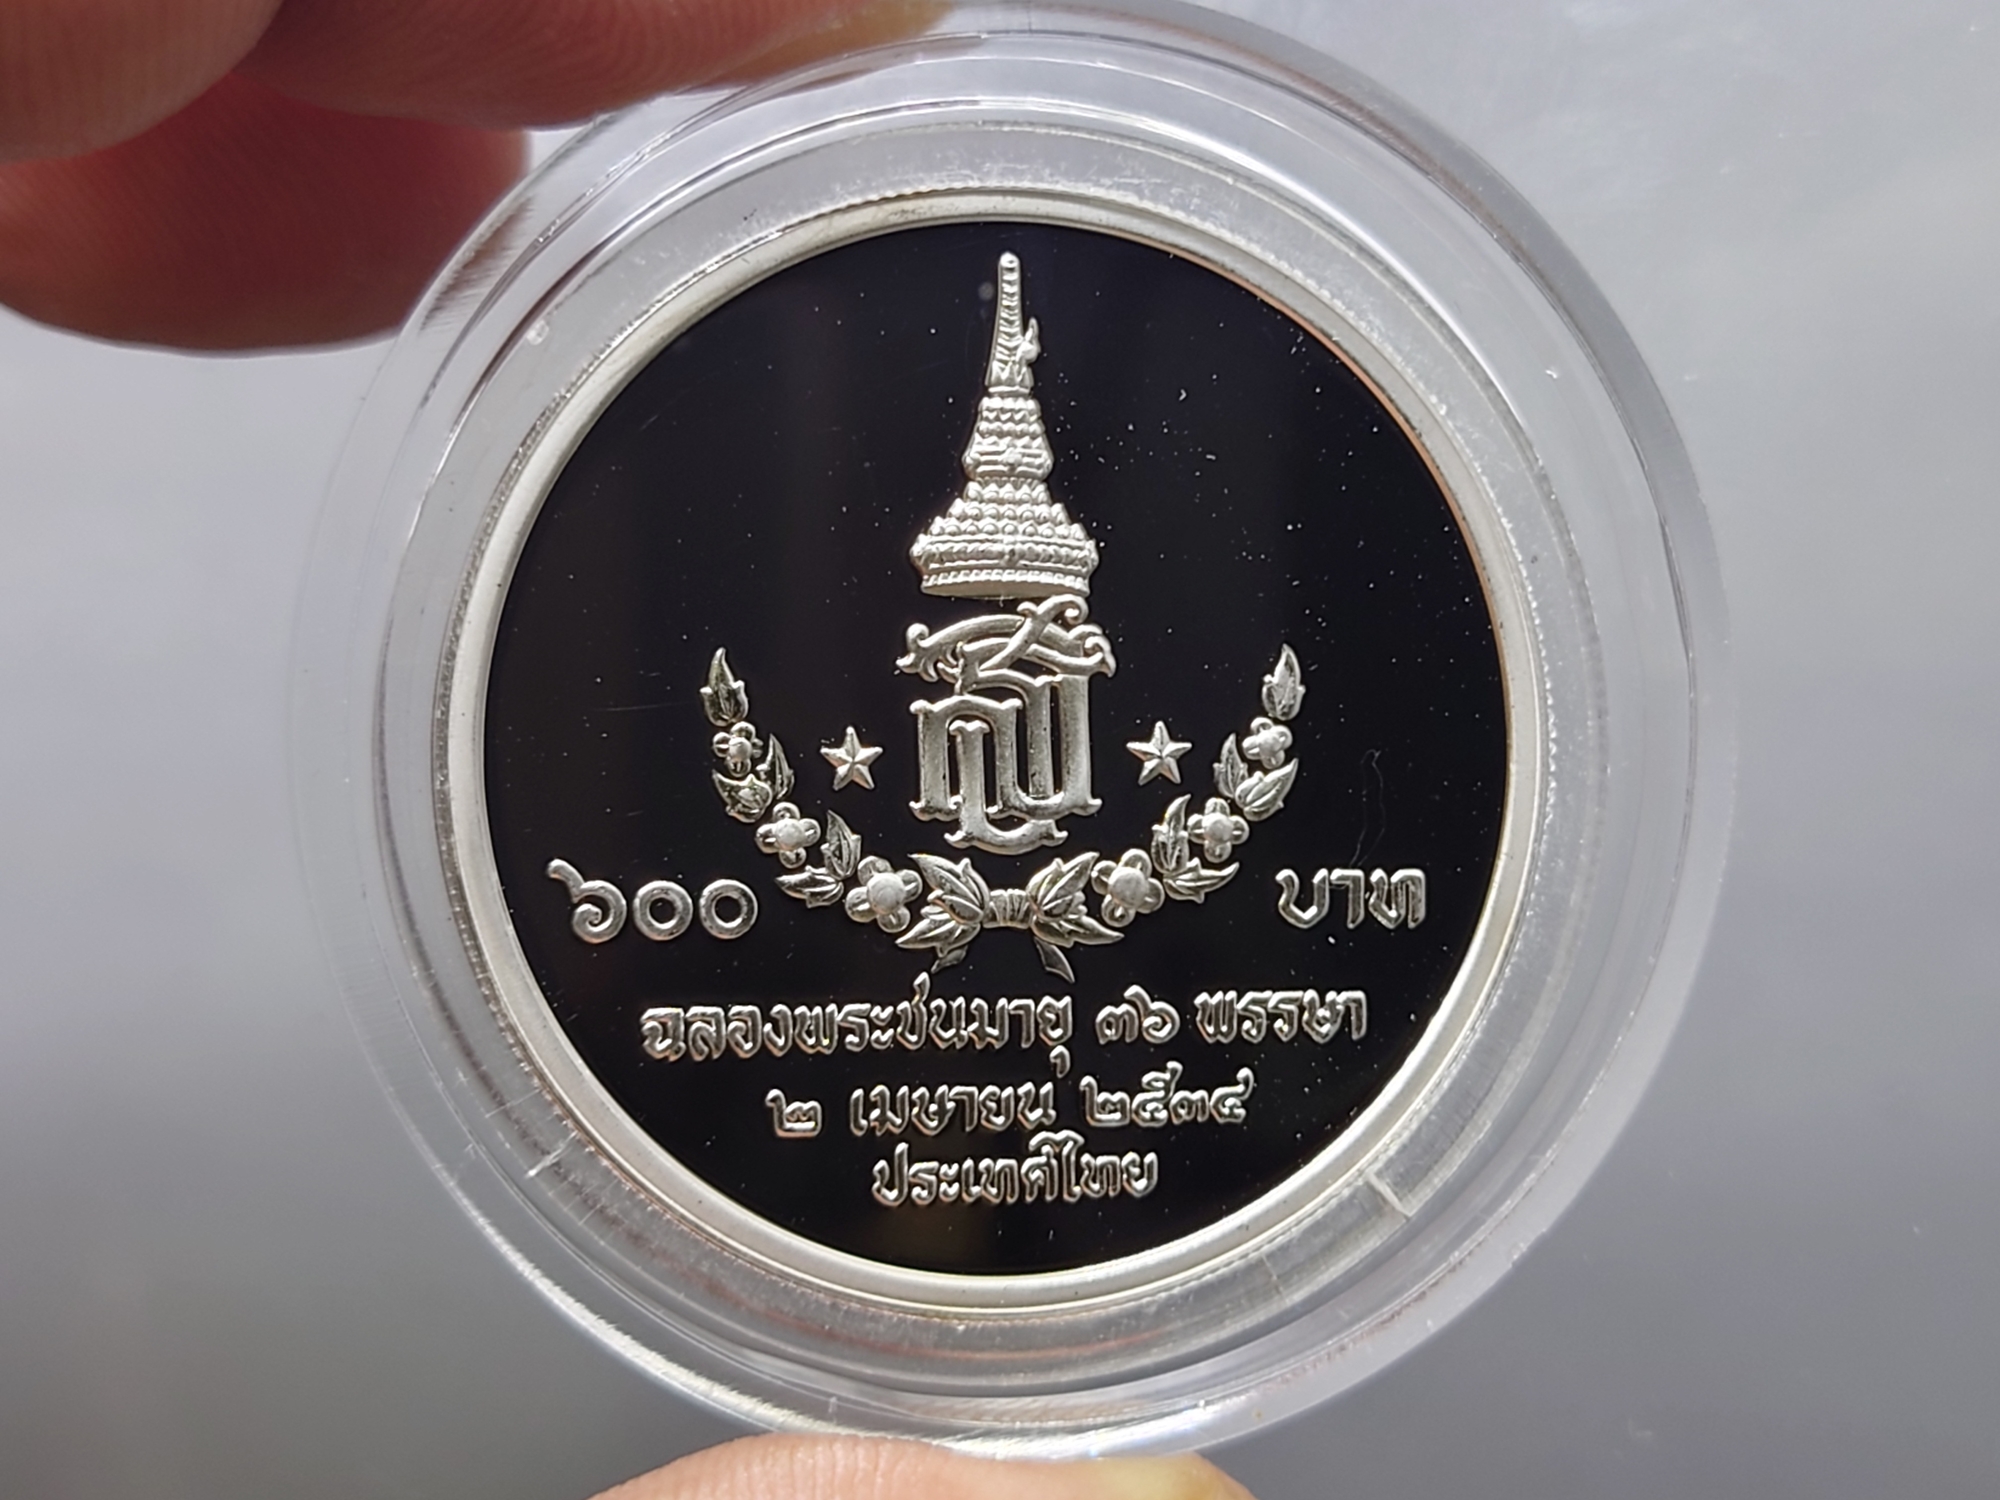 ๖๐๐ บาท
ฉลองพระชนมายุ ๓๖ พรรษา
๒ เมษายน ๒๕๓๔
ประเทศไทย